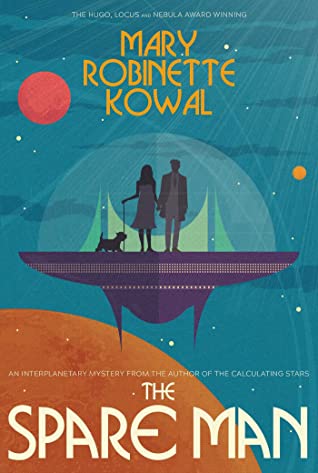 THE HUGO, LOCUS AND NEBULA AWARD WINNING
MARY
ROBINETTE
KOWAL
AN INTERPLANETARY MYSTERY FROM THE AUTHOR OF THE CALCULATING STARS
THE
SPARE MAN